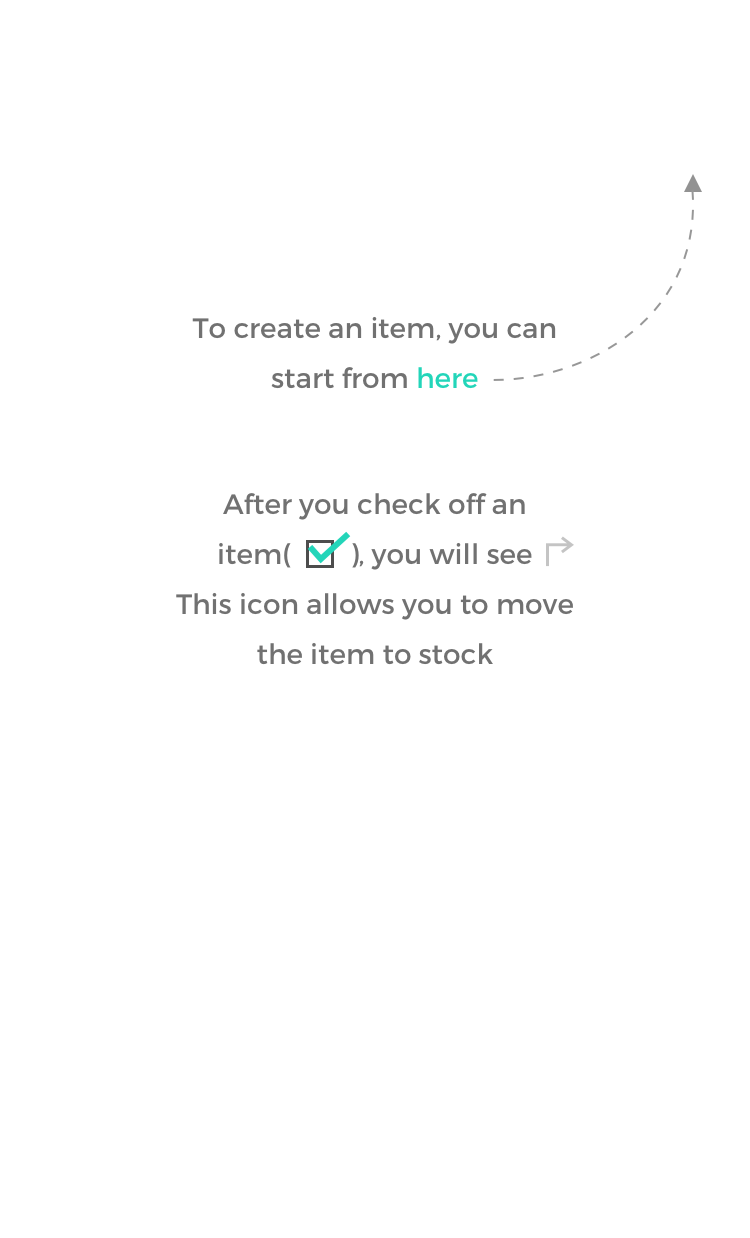 To create an item, you can
start from here
After you check off an
item( ), you will see
This icon allows you to move
the item to stock